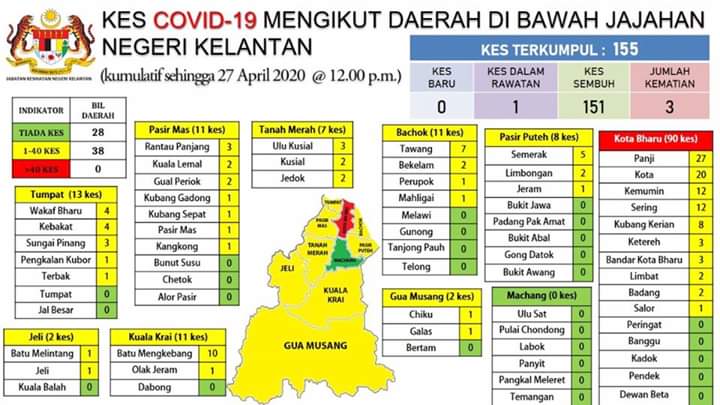 KES COVID-19 MENGIKUT DAERAH DI BAWAH JAJAHAN
NEGERI KELANTAN
(kumulatif sehingga 27 April 2020 @ 12.00 p.m.)
JABATAN KESIHATAN NEGERI KELANTAN
KES TERKUMPUL : 155
KES BARU KES DALAM RAWATAN KES SEMBUH JUMLAH KEMATIAN
0 1 151 3
INDIKATOR BIL DAERAH
TIADA KES 28
1-40 KES 38
>40 KES 0
Tumpat (13 kes)
Wakaf Bharu 4
Kebakat 4
Sungai Pinang 3
Pengkalan Kubor 1
Terbak 1
Tumpat 0
Jal Besar 0
Pasir Mas (11 kes)
Rantau Panjang 3
Kuala Lemal 2
Gual Periok 2
Kubang Gadong 1
Kubang Sepat 1
Pasir Mas 1
Kangkong 1
Bunut Susu 0
Chetok 0
Alor Pasir 0
Tanah Merah (7 kes)
Ulu Kusial 3
Kusial 2
Jedok 2
Bachok (11 kes)
Tawang 7
Bekelam 2
Perupok 1
Mahligai 1
Melawi 0
Gunong 0
Tanjong Pauh 0
Telong 0
Pasir Puteh (8 kes)
Semerak 5
Limbongan 2
Jeram 1
Bukit Jawa 0
Padang Pak Amat 0
Bukit Abal 0
Gong Datok 0
Bukit Awang 0
Kota Bharu (90 kes)
Panji 27
Kota 20
Kemumin 12
Sering 12
Kubang Kerian 8
Ketereh 3
Bandar Kota Bharu 3
Limbat 2
Badang 2
Salor 1
Peringat 0
Banggu 0
Kadok 0
Pendek 0
Dewan Beta 0
Jeli (2 kes)
Batu Melintang 1
Jeli 1
Kuala Balah 0
Kuala Krai (11 kes)
Batu Mengkebang 10
Olak Jeram 1
Dabong 0
Gua Musang (2 kes)
Chiku 1
Galas 1
Bertam 0
Machang (0 kes)
Ulu Sat 0
Pulai Chondong 0
Labok 0
Panyit 0
Pangkal Meleret 0
Temangan 0
TUMPAT
PASIR MAS
BACHOK
TANAH MERAH
PASIR PUTEH
MACHANG
JELI
KUALA KRAI
GUA MUSANG